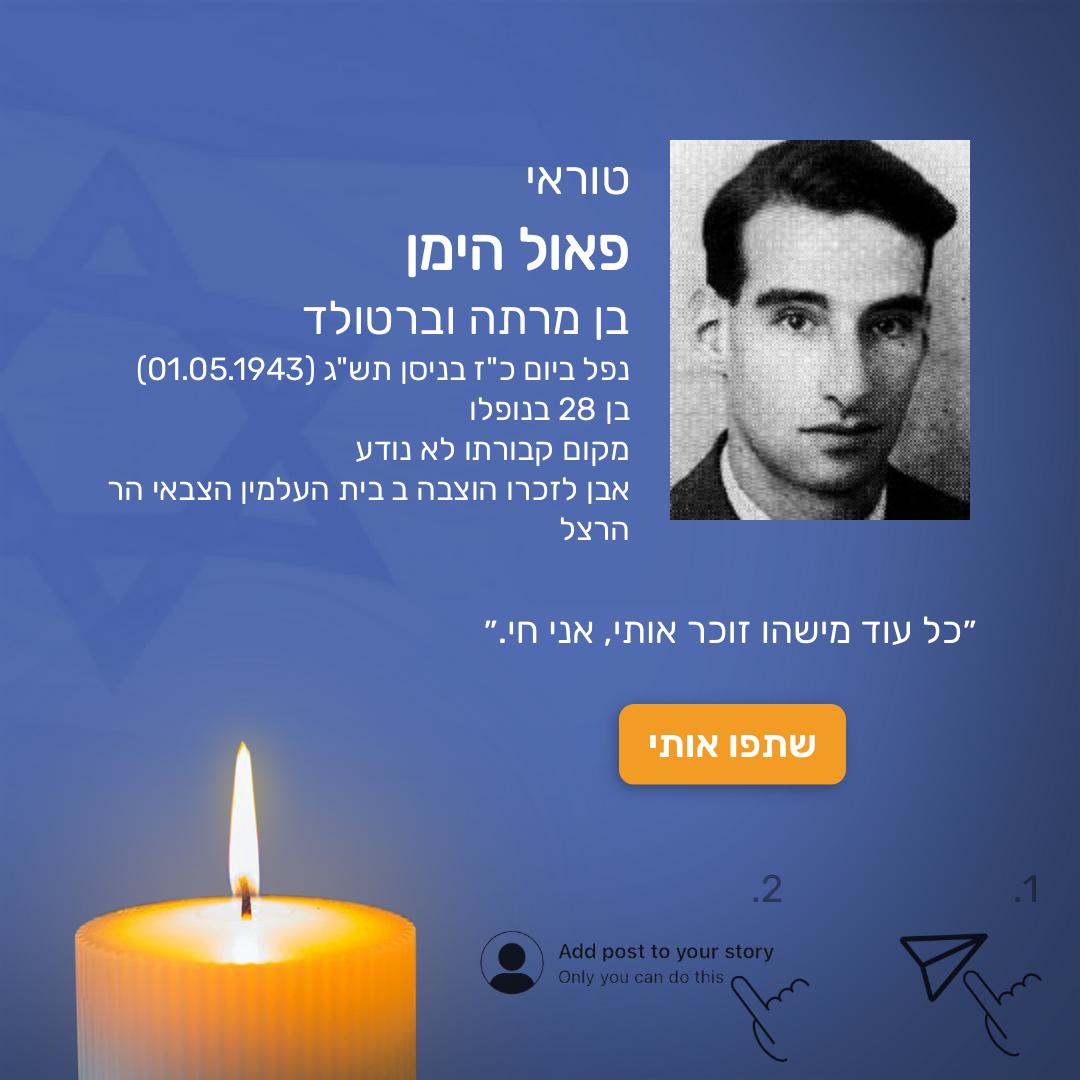 טוראי
פאול הימן
בן מרתה וברטולד
נפל ביום כ"ז בניסן תש"ג (01.05.1943)
בן 28 בנופלו
מקום קבורתו לא נודע
אבן לזכרו הוצבה ב בית העלמין הצבאי הר
הרצל
״כל עוד מישהו זוכר אותי, אני חי.״
שתפו אותי
1.
2.
Add post to your story
Only you can do this